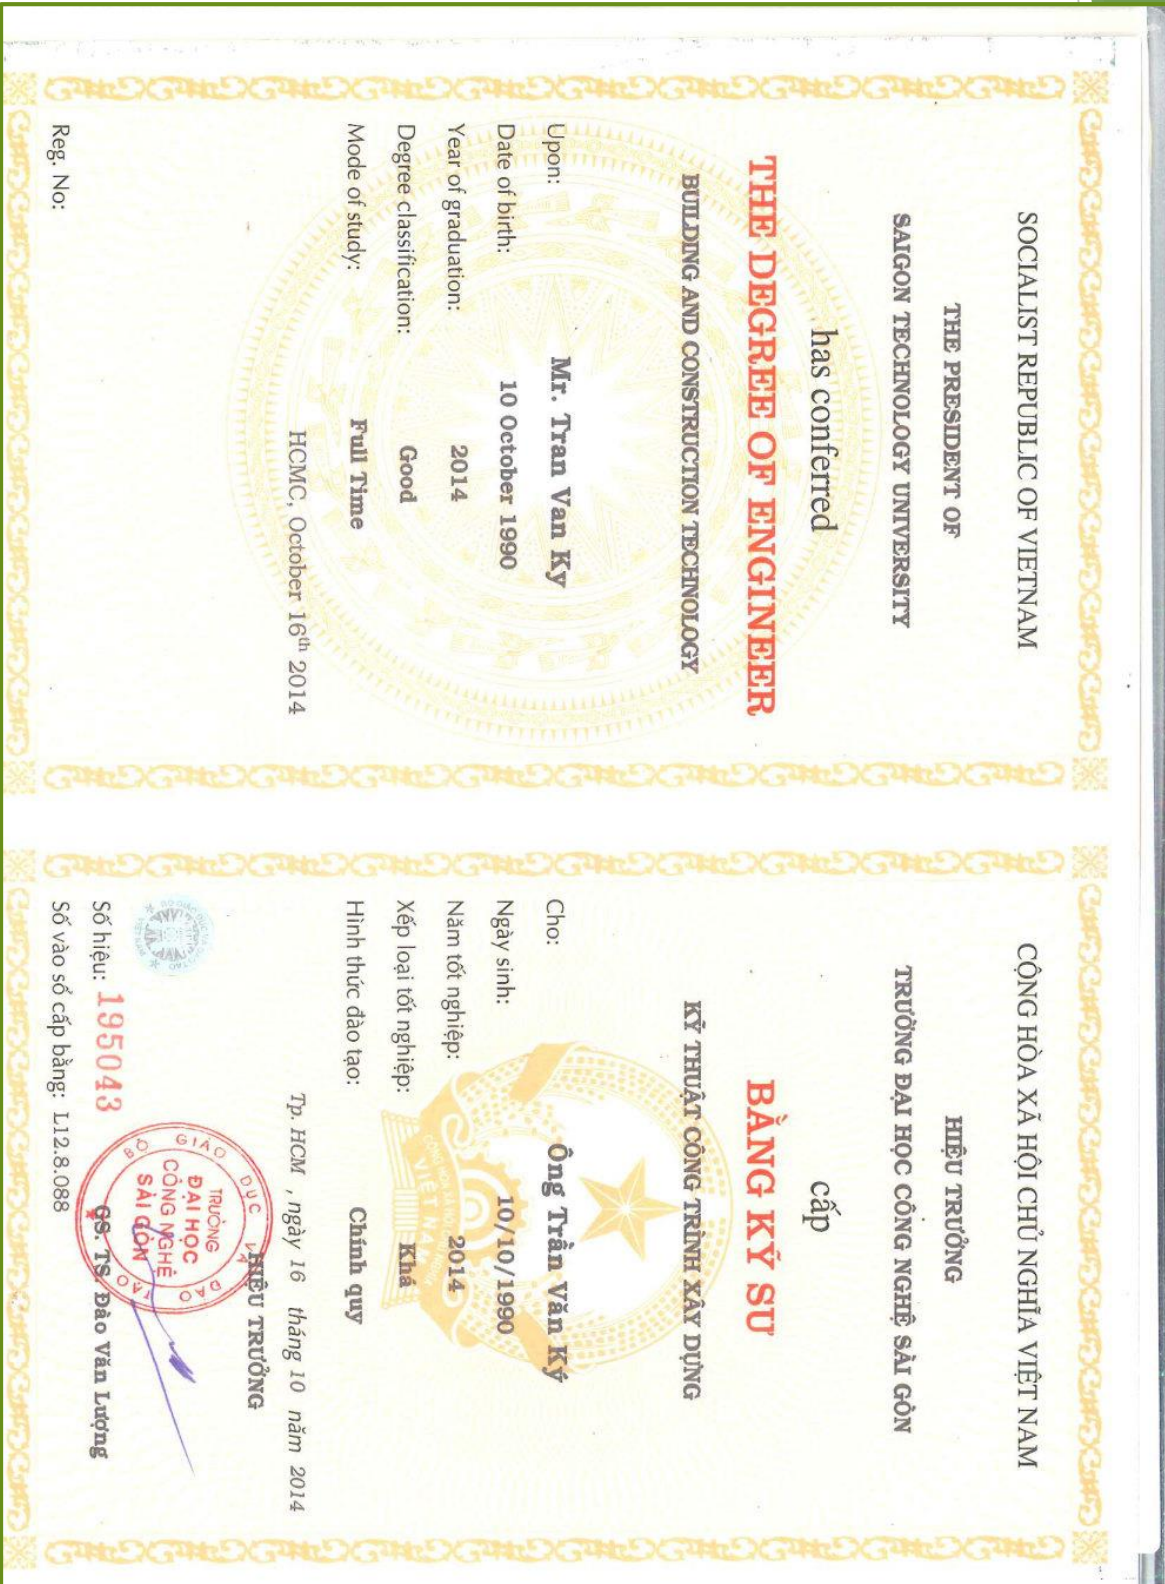 SOCIALIST REPUBLIC OF VIETNAM
THE PRESIDENT OF
SAIGON TECHNOLOGY UNIVERSITY
has conferred
THE DEGREE OF ENGINEER
BUILDING AND CONSTRUCTION TECHNOLOGY
Upon: Mr. Tran Van Ky
Date of birth: 10 October 1990
Year of graduation: 2014
Degree classification: Good
Mode of study: Full Time
HCMC, October 16th 2014
Reg. No:
CỘNG HÒA XÃ HỘI CHỦ NGHĨA VIỆT NAM
HIỆU TRƯỞNG
TRƯỜNG ĐẠI HỌC CÔNG NGHỆ SÀI GÒN
cấp
BẰNG KỸ SƯ
KỸ THUẬT CÔNG TRÌNH XÂY DỰNG
Cho: Ông Trần Văn Ký
Ngày sinh: 10/10/1990
Năm tốt nghiệp: 2014
Xếp loại tốt nghiệp: Khá
Hình thức đào tạo: Chính quy
Tp. HCM , ngày 16 tháng 10 năm 2014
HIỆU TRƯỞNG
BỘ GIÁO DỤC VÀ ĐÀO TẠO
TRƯỜNG
ĐẠI HỌC
CÔNG NGHỆ
SÀI GÒN
GS. TS. Đào Văn Lượng
Số hiệu: 195043
Số vào sổ cấp bằng: L12.8.088